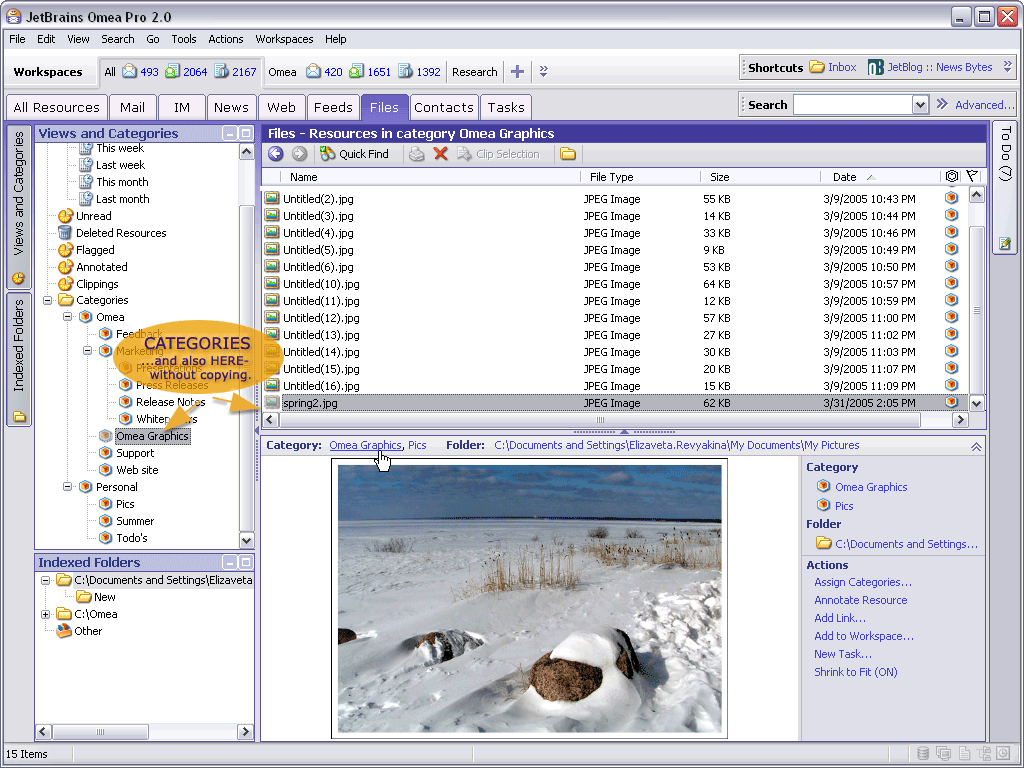 JetBrains Omea Pro 2.0
File Edit View Search Go Tools Actions Workspaces Help
Workspaces All 493 2064 2167 Omea 420 1651 1392 Research Shortcuts Inbox JetBlog :: News Bytes
All Resources Mail IM News Web Feeds Files Contacts Tasks Search Advanced...
Views and Categories
Indexed Folders
Views and Categories
This week
Last week
This month
Last month
Unread
Deleted Resources
Flagged
Annotated
Clippings
Categories
Omea
Feedback
Marketing
Presentations
Press Releases
Release Notes
Omea Graphics
Support
Web site
Personal
Pics
Summer
Todo's
CATEGORIES
...and also HERE-
without copying.
Indexed Folders
C:\Documents and Settings\Elizaveta
New
C:\Omea
Other
Files - Resources in category Omea Graphics
Quick Find Clip Selection
Name File Type Size Date
Untitled(2).jpg JPEG Image 55 KB 3/9/2005 10:43 PM
Untitled(3).jpg JPEG Image 14 KB 3/9/2005 10:44 PM
Untitled(4).jpg JPEG Image 33 KB 3/9/2005 10:46 PM
Untitled(5).jpg JPEG Image 9 KB 3/9/2005 10:49 PM
Untitled(6).jpg JPEG Image 53 KB 3/9/2005 10:50 PM
Untitled(10).jpg JPEG Image 64 KB 3/9/2005 10:57 PM
Untitled(11).jpg JPEG Image 12 KB 3/9/2005 10:59 PM
Untitled(12).jpg JPEG Image 57 KB 3/9/2005 11:00 PM
Untitled(13).jpg JPEG Image 27 KB 3/9/2005 11:02 PM
Untitled(14).jpg JPEG Image 30 KB 3/9/2005 11:03 PM
Untitled(15).jpg JPEG Image 20 KB 3/9/2005 11:07 PM
Untitled(16).jpg JPEG Image 15 KB 3/9/2005 11:09 PM
spring2.jpg JPEG Image 62 KB 3/31/2005 2:05 PM
Category: Omea Graphics, Pics Folder: C:\Documents and Settings\Elizaveta.Revyakina\My Documents\My Pictures
Category
Omea Graphics
Pics
Folder
C:\Documents and Settings...
Actions
Assign Categories...
Annotate Resource
Add Link...
Add to Workspace...
New Task...
Shrink to Fit (ON)
To Do (7)
15 Items